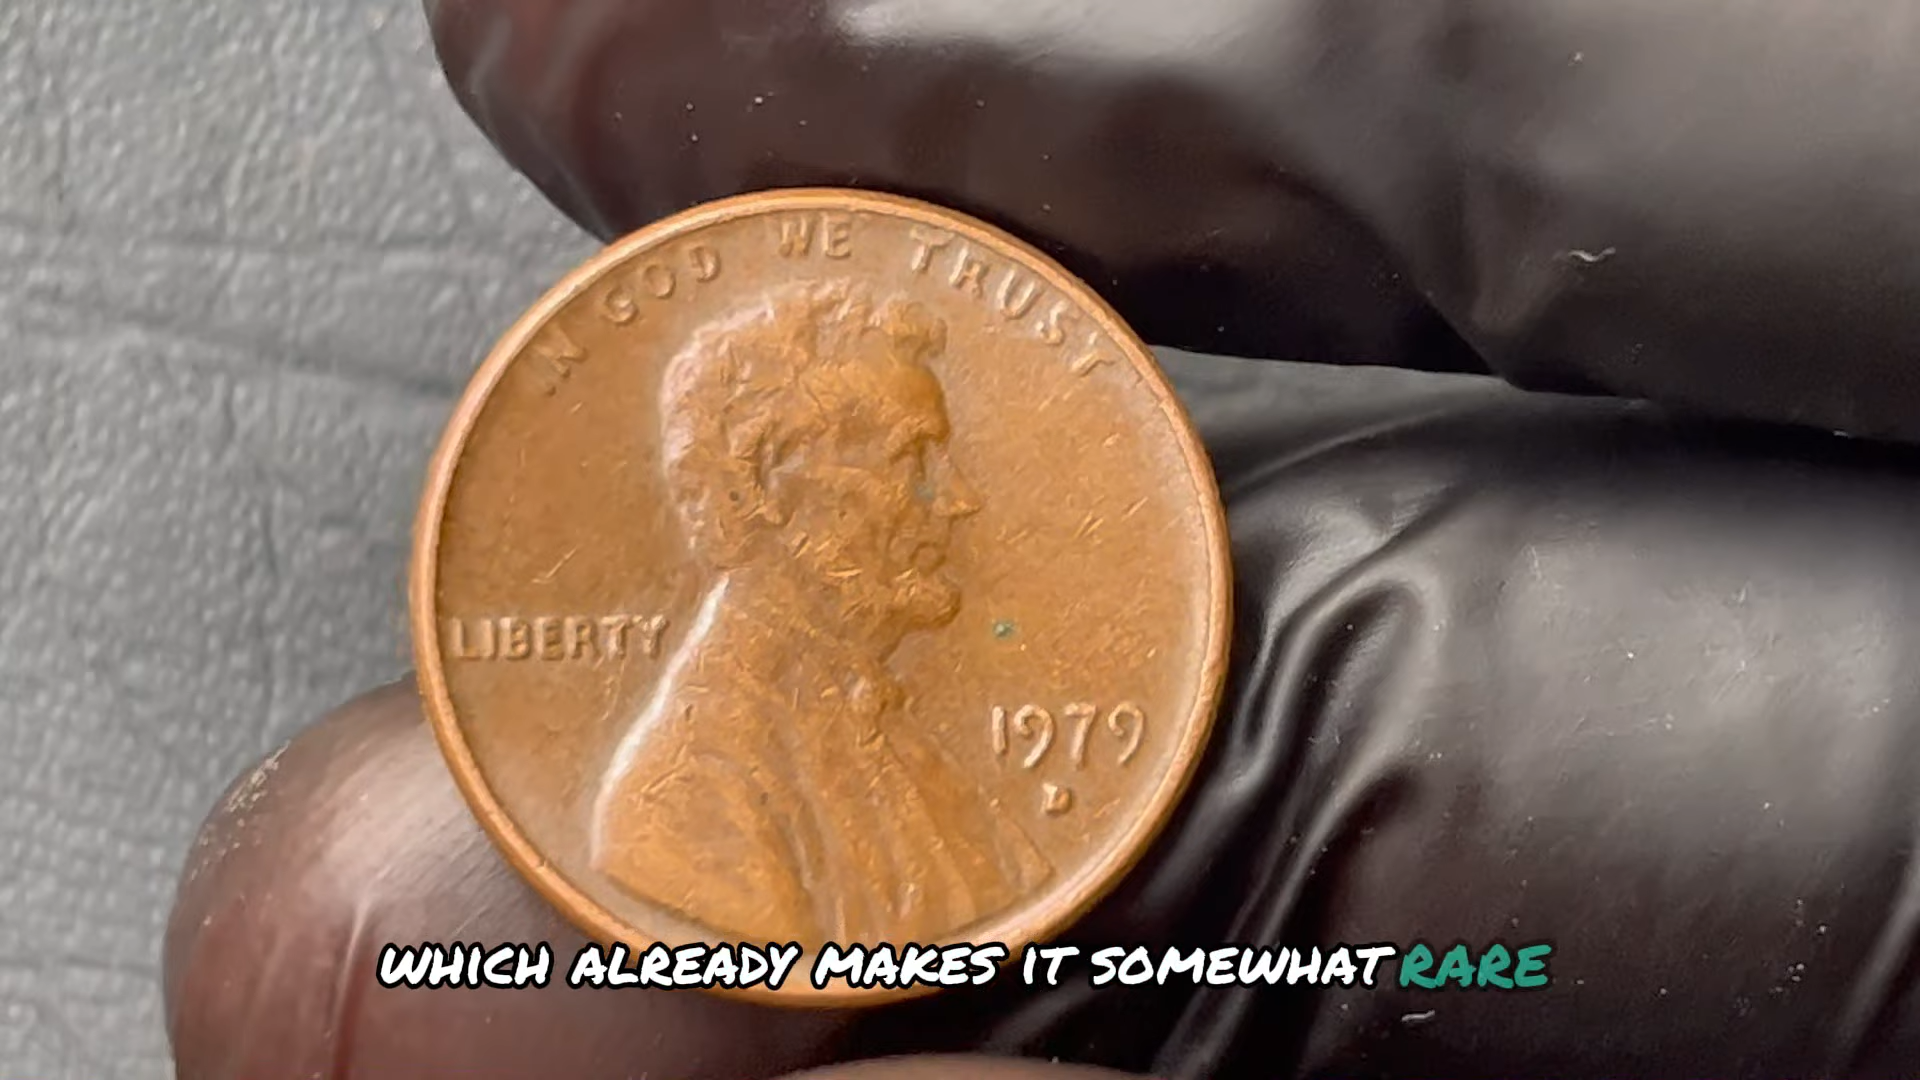 IN GOD WE TRUST
LIBERTY
1979
D
WHICH ALREADY MAKES IT SOMEWHAT RARE